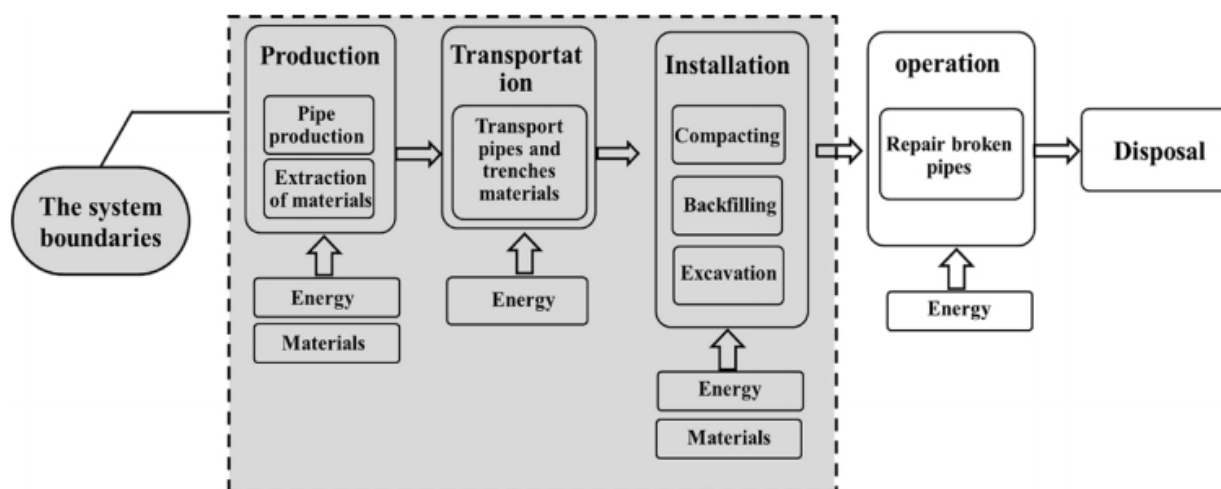 The system
boundaries
Production
Pipe
production
Extraction
of materials
Energy
Materials
Transportat
ion
Transport
pipes and
trenches
materials
Energy
Installation
Compacting
Backfilling
Excavation
Energy
Materials
operation
Repair broken
pipes
Energy
Disposal